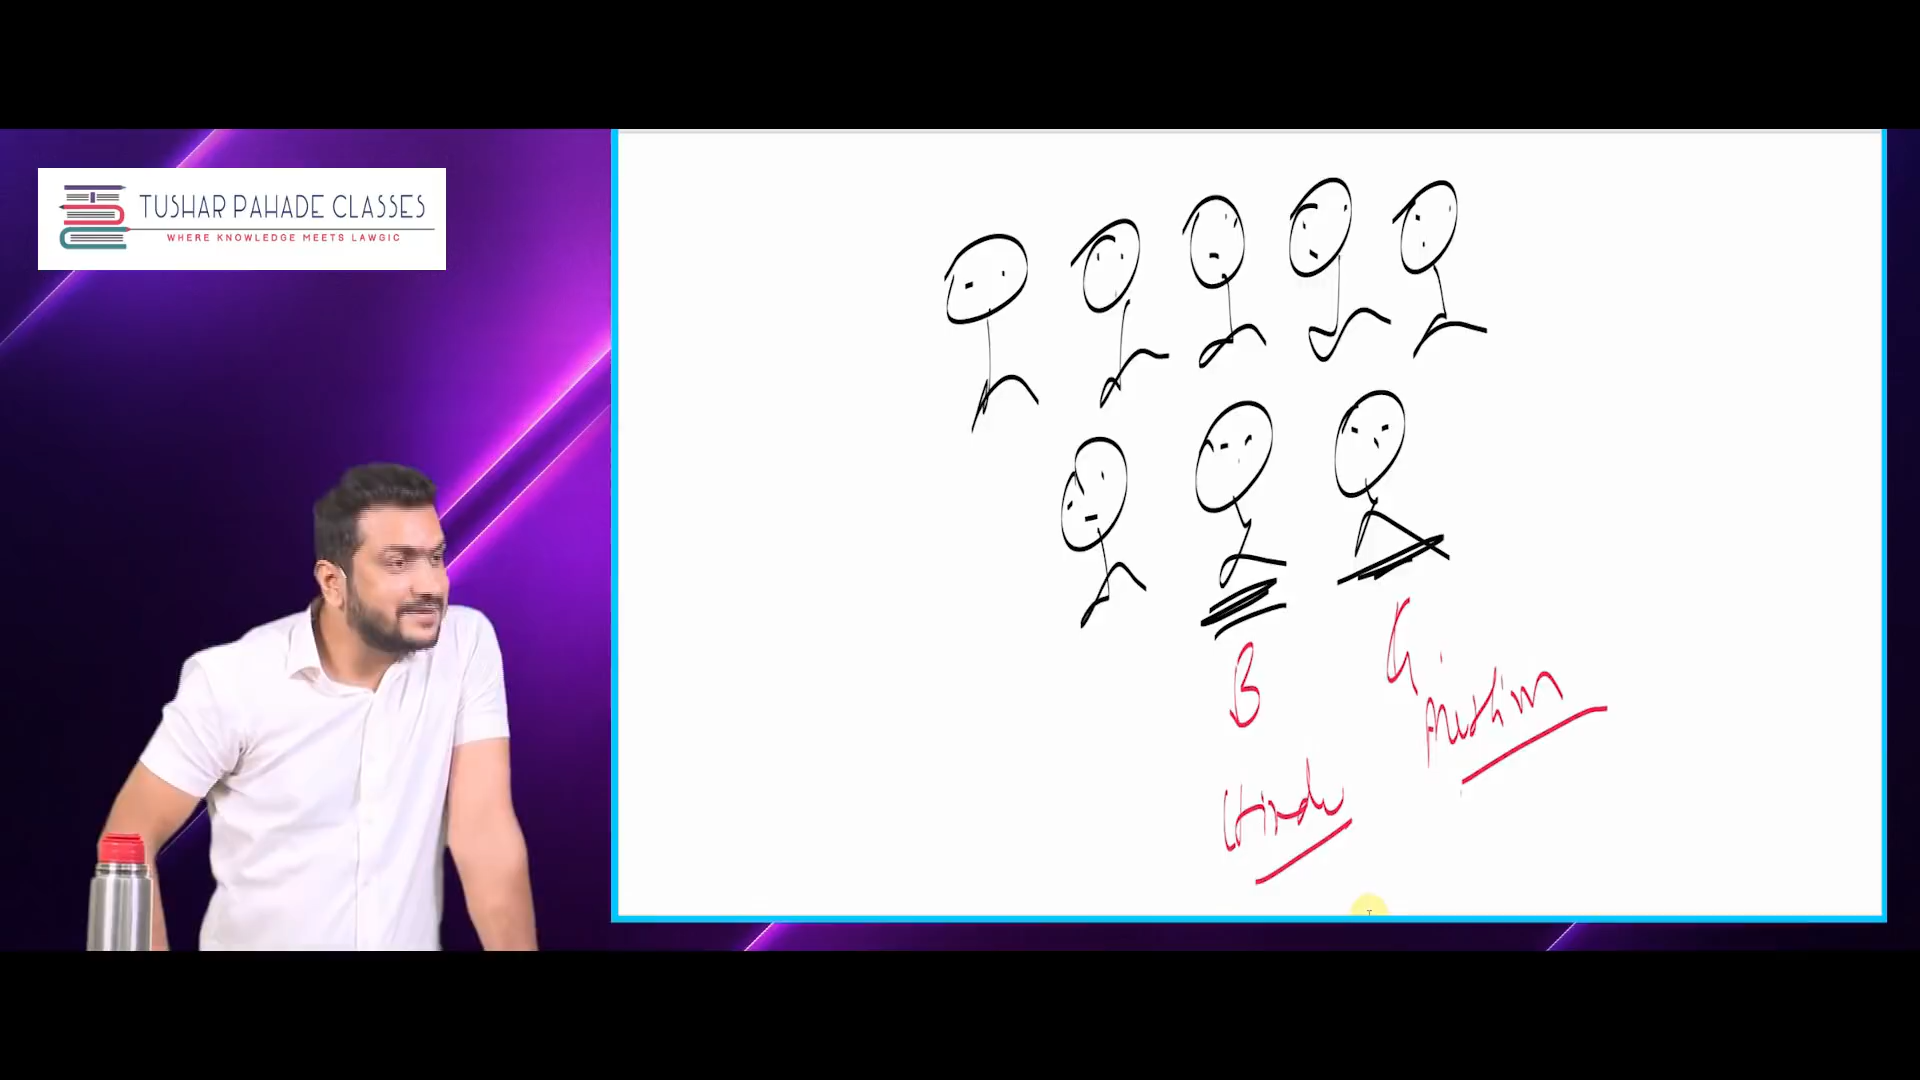 TUSHAR PAHADE CLASSES
WHERE KNOWLEDGE MEETS LAWGIC
B
G
Muslim
Hindu